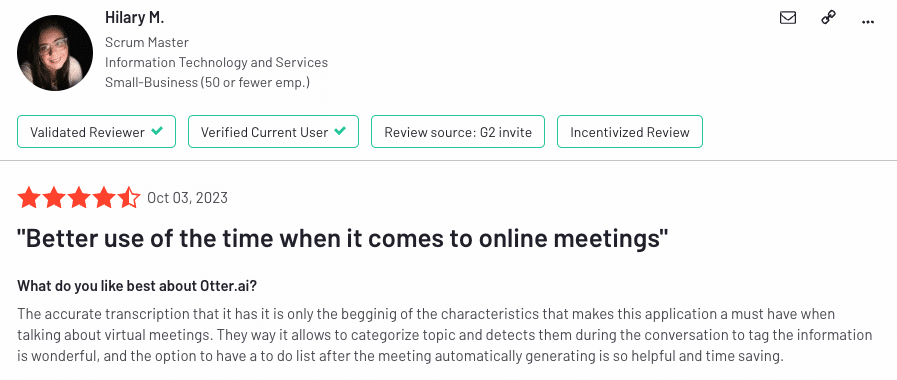 Hilary M.
Scrum Master
Information Technology and Services
Small-Business (50 or fewer emp.)
...
Validated Reviewer
Verified Current User
Review source: G2 invite
Incentivized Review
Oct 03, 2023
"Better use of the time when it comes to online meetings"
What do you like best about Otter.ai?
The accurate transcription that it has it is only the begginig of the characteristics that makes this application a must have when
talking about virtual meetings. They way it allows to categorize topic and detects them during the conversation to tag the information
is wonderful, and the option to have a to do list after the meeting automatically generating is so helpful and time saving.